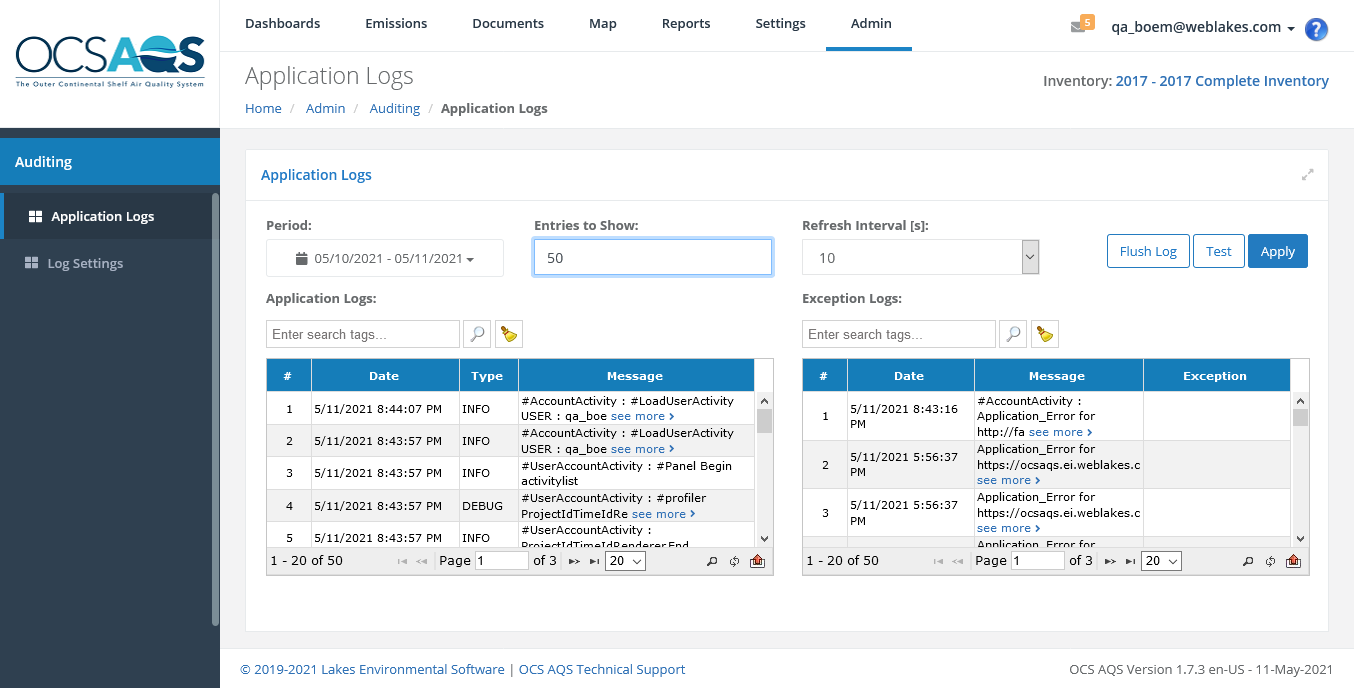 OCSAQS
The Outer Continental Shelf Air Quality System
Dashboards Emissions Documents Map Reports Settings Admin
5 qa_boem@weblakes.com ?
Application Logs
Inventory: 2017 - 2017 Complete Inventory
Home / Admin / Auditing / Application Logs
Auditing
Application Logs
Log Settings
Application Logs
Period: Entries to Show: Refresh Interval [s]:
05/10/2021 - 05/11/2021 50 10 Flush Log Test Apply
Application Logs:
Enter search tags...
# Date Type Message
1 5/11/2021 8:44:07 PM INFO #AccountActivity : #LoadUserActivity
USER : qa_boe see more >
2 5/11/2021 8:43:57 PM INFO #AccountActivity : #LoadUserActivity
USER : qa_boe see more >
3 5/11/2021 8:43:57 PM INFO #UserAccountActivity : #Panel Begin
activitylist
4 5/11/2021 8:43:57 PM DEBUG #UserAccountActivity : #profiler
ProjectIdTimeIdRe see more >
5 5/11/2021 8:43:57 PM INFO #UserAccountActivity :
ProjectIdTimeIdRenderer.End
1 - 20 of 50 Page 1 of 3 20
Exception Logs:
Enter search tags...
# Date Message Exception
1 5/11/2021 8:43:16 PM #AccountActivity :
Application_Error for
http://fa see more >
2 5/11/2021 5:56:37 PM Application_Error for
https://ocsaqs.ei.weblakes.c
see more >
3 5/11/2021 5:56:37 PM Application_Error for
https://ocsaqs.ei.weblakes.c
see more >
Application_Error for
1 - 20 of 50 Page 1 of 3 20
© 2019-2021 Lakes Environmental Software | OCS AQS Technical Support
OCS AQS Version 1.7.3 en-US - 11-May-2021